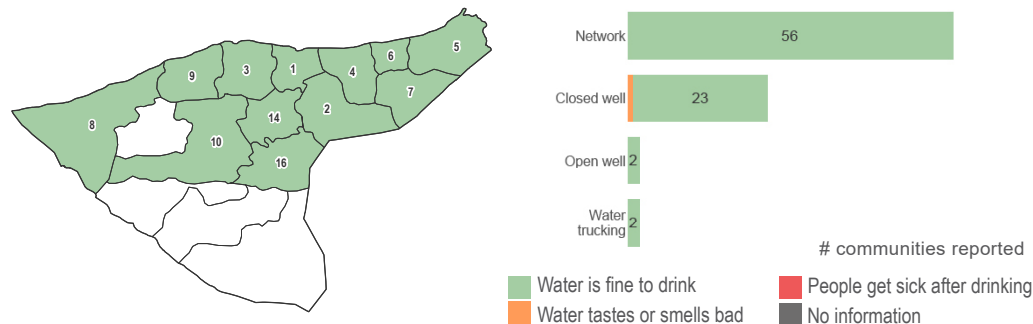 5
6
1
4
3
9
7
2
14
8
10
16
Network
56
Closed well
23
Open well
2
Water
trucking
2
# communities reported
Water is fine to drink
People get sick after drinking
Water tastes or smells bad
No information